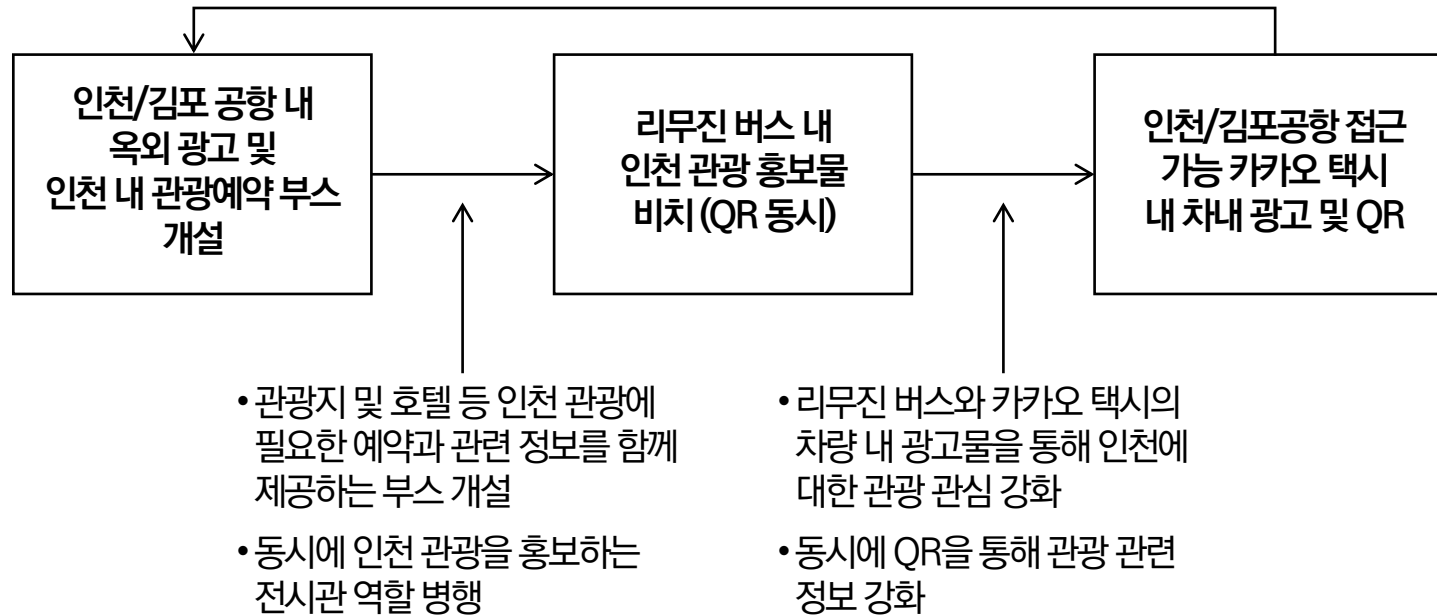 인천/김포 공항 내
옥외 광고 및
인천 내 관광예약 부스
개설
리무진 버스 내
인천 관광 홍보물
비치 (QR 동시)
인천/김포공항 접근
가능 카카오 택시
내 차내 광고 및 QR
• 관광지 및 호텔 등 인천 관광에
필요한 예약과 관련 정보를 함께
제공하는 부스 개설
• 동시에 인천 관광을 홍보하는
전시관 역할 병행
• 리무진 버스와 카카오 택시의
차량 내 광고물을 통해 인천에
대한 관광 관심 강화
• 동시에 QR을 통해 관광 관련
정보 강화